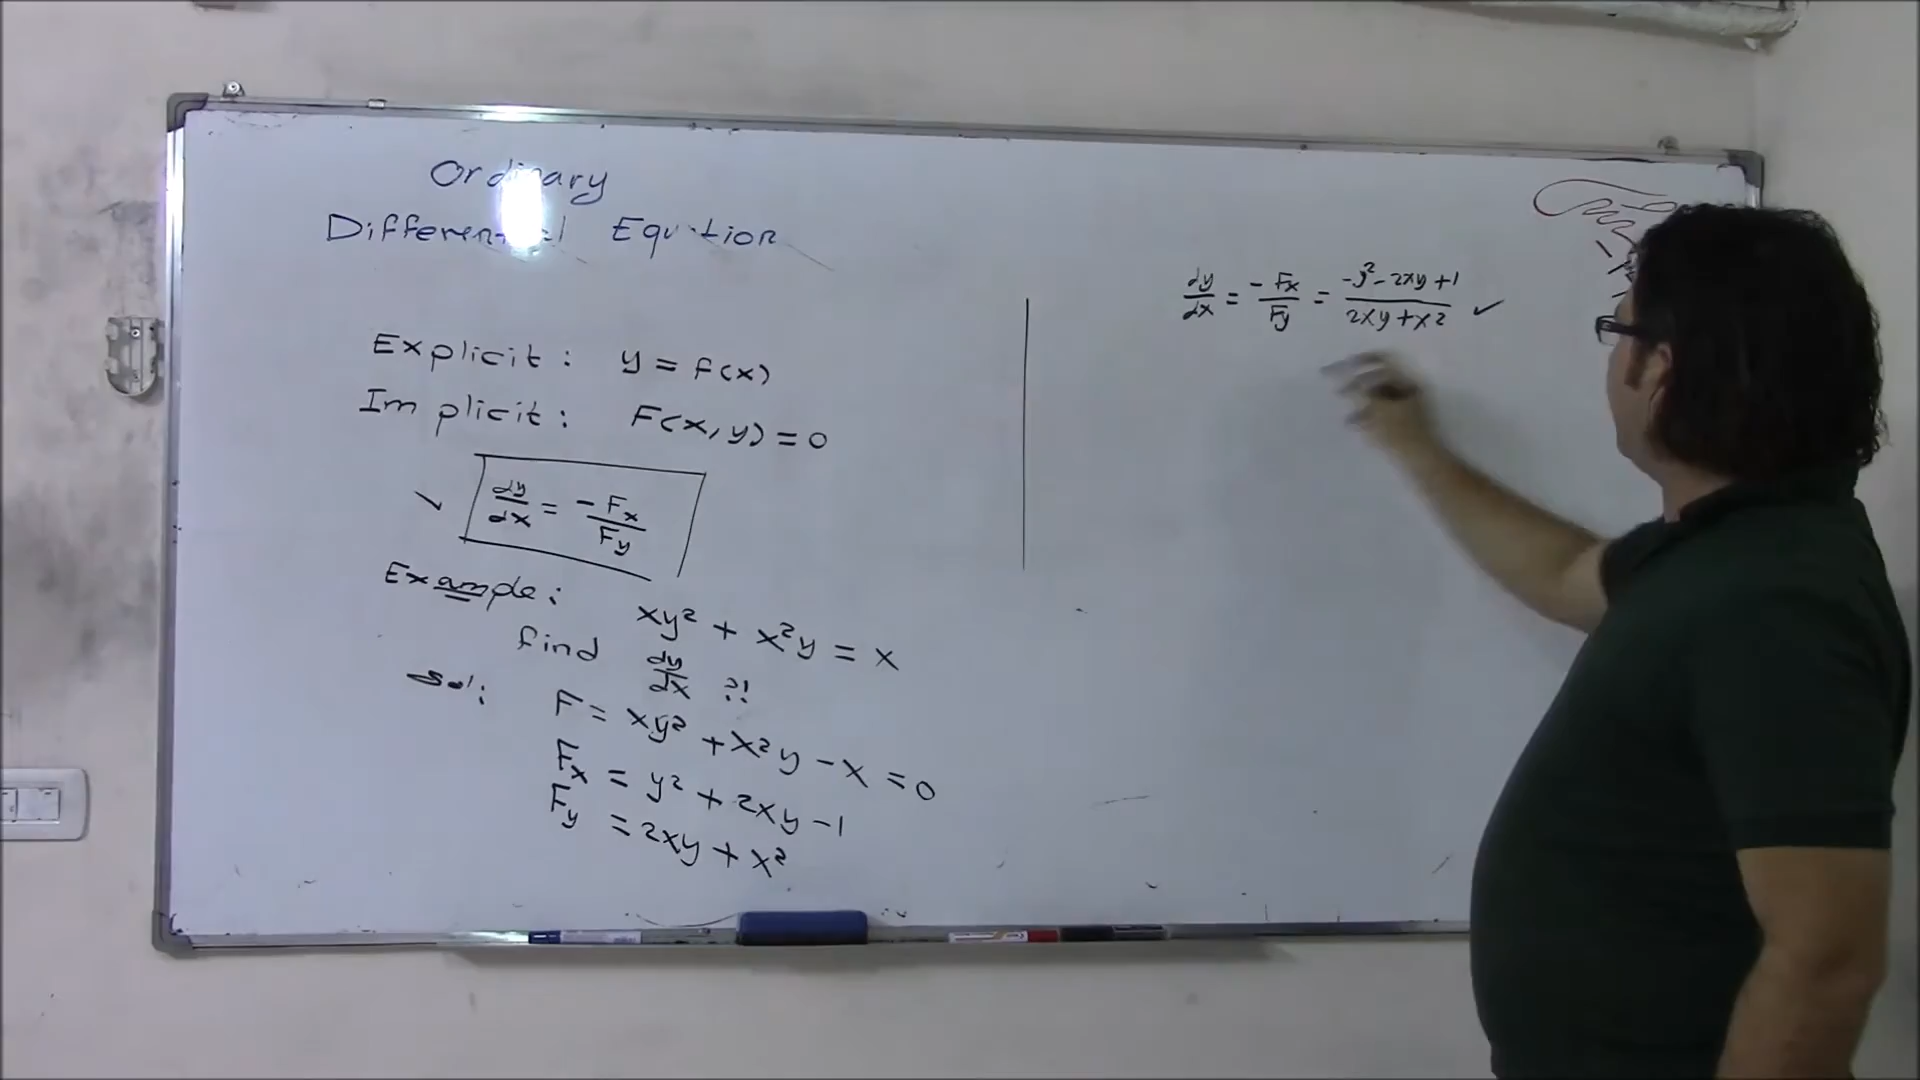 Ordinary
Differential Equation
Explicit: y = f(x)
Implicit: F(x,y) = 0
dy/dx = -Fx/Fy
Example: xy² + x²y = x
find dy/dx ?!
Sol: F = xy² + x²y - x = 0
Fx = y² + 2xy - 1
Fy = 2xy + x²
dy/dx = -Fx/Fy = -y² - 2xy + 1/2xy + x² ✓